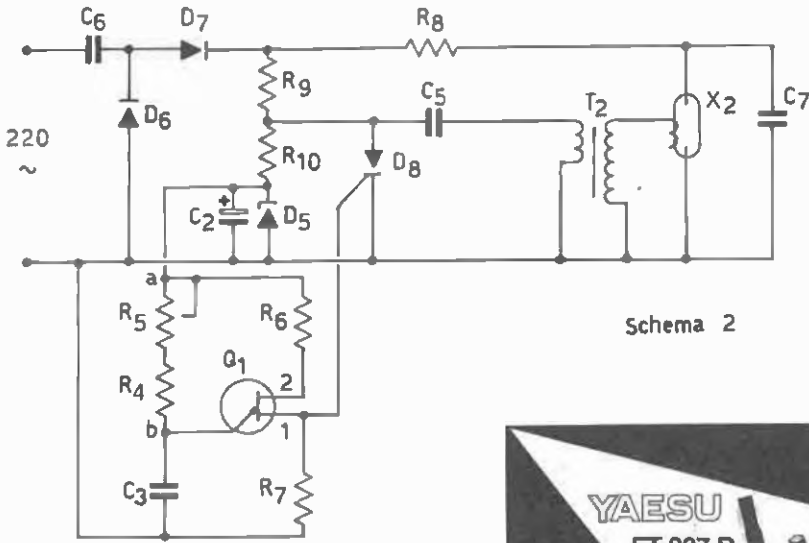 C6
D7
R8
R9
C5
T2
X2
C7
D6
220
~
R10
D8
C2
+
D5
a
R5
R6
Schema 2
Q1
R4
2
b
1
C3
R7
YAESU